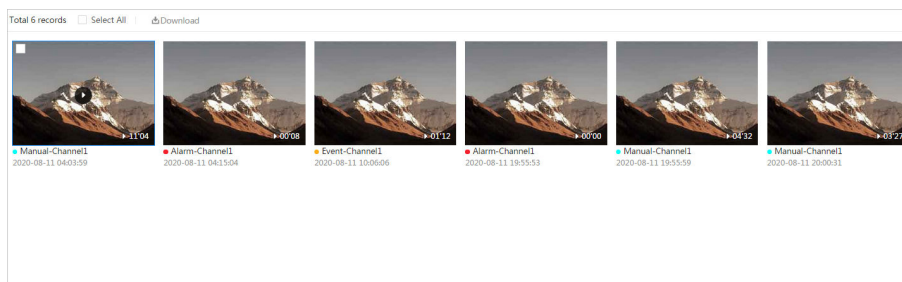 Total 6 records Select All Download
11'04 00'08 01'12 00'00 04'32 03'27
Manual-Channel1 Alarm-Channel1 Event-Channel1 Alarm-Channel1 Manual-Channel1 Manual-Channel1
2020-08-11 04:03:59 2020-08-11 04:15:04 2020-08-11 10:06:06 2020-08-11 19:55:53 2020-08-11 19:55:59 2020-08-11 20:00:31